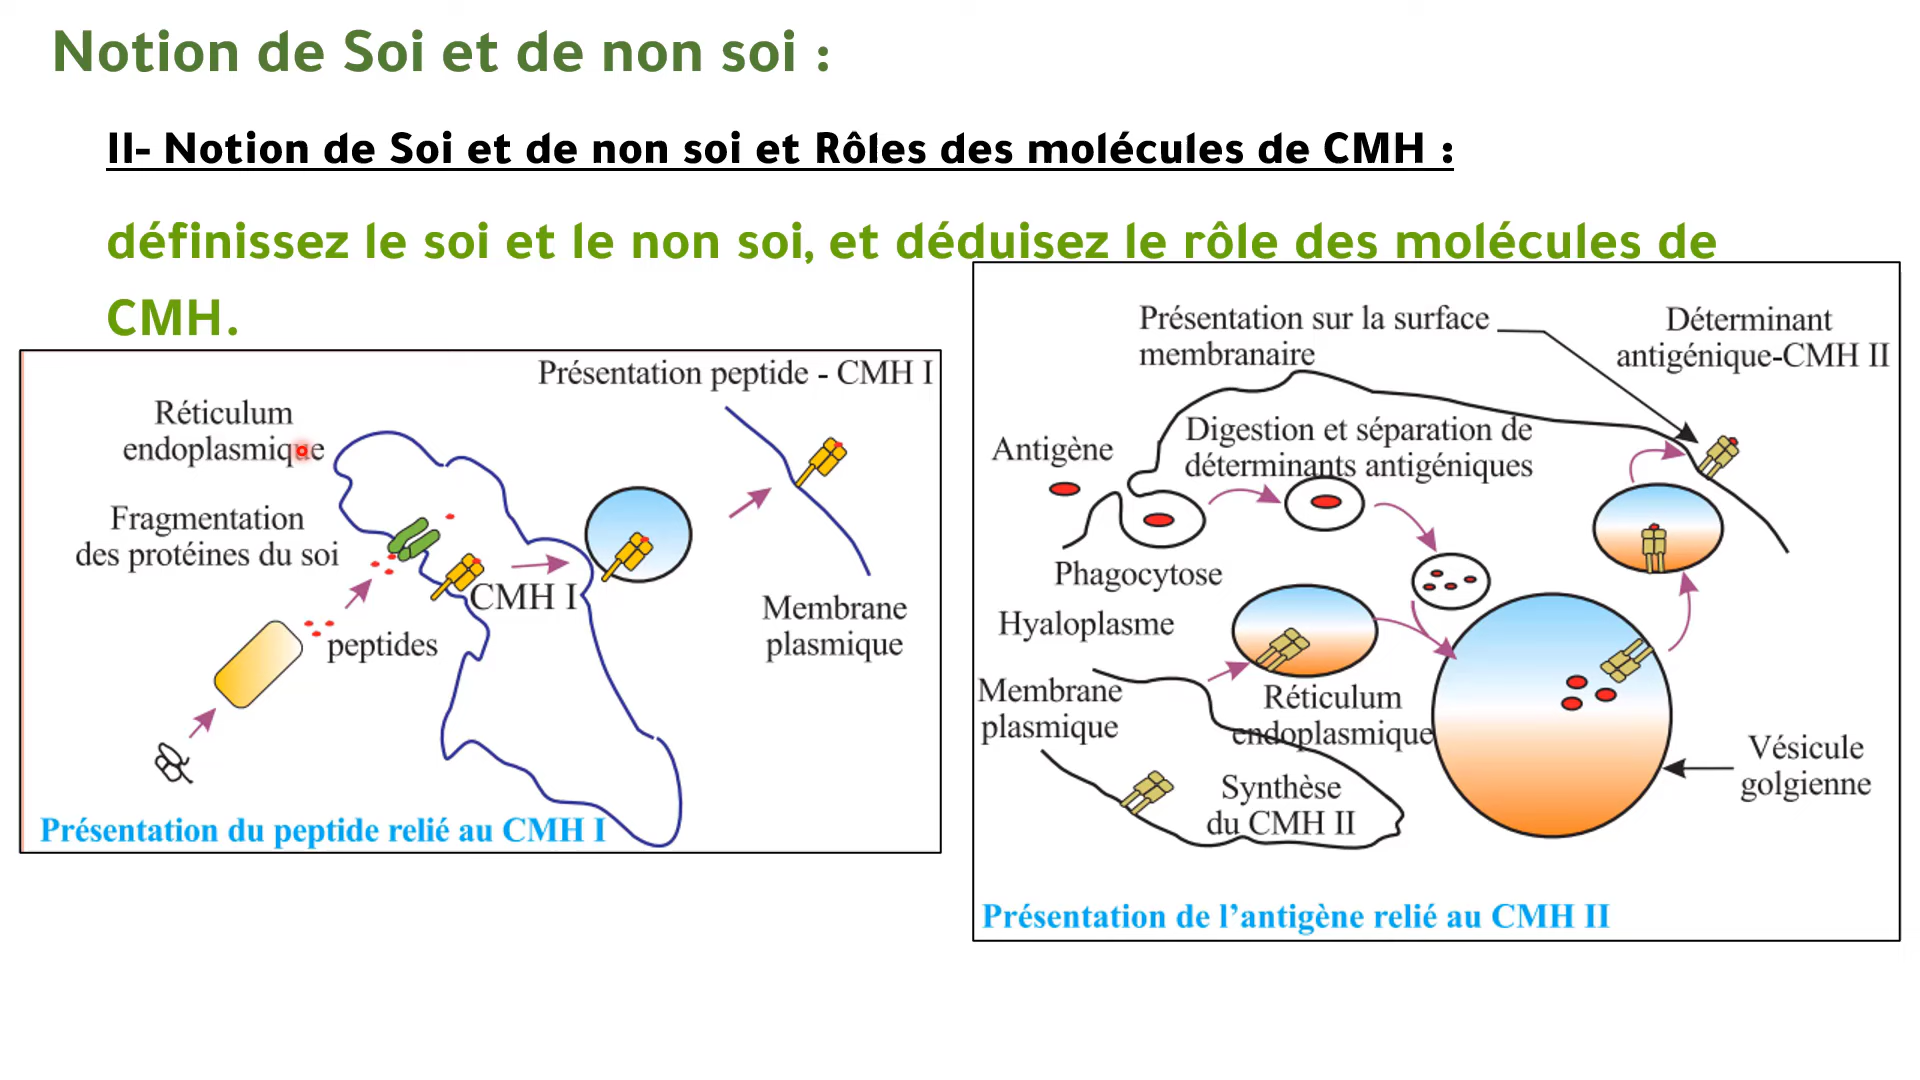 Notion de Soi et de non soi :
II- Notion de Soi et de non soi et Rôles des molécules de CMH :
définissez le soi et le non soi, et déduisez le rôle des molécules de
CMH.
Présentation peptide - CMH I
Réticulum
endoplasmique
Fragmentation
des protéines du soi
CMH I
peptides
Membrane
plasmique
Présentation du peptide relié au CMH I
Présentation sur la surface
membranaire
Déterminant
antigénique-CMH II
Antigène
Digestion et séparation de
déterminants antigéniques
Phagocytose
Hyaloplasme
Membrane
plasmique
Réticulum
endoplasmique
Synthèse
du CMH II
Vésicule
golgienne
Présentation de l’antigène relié au CMH II